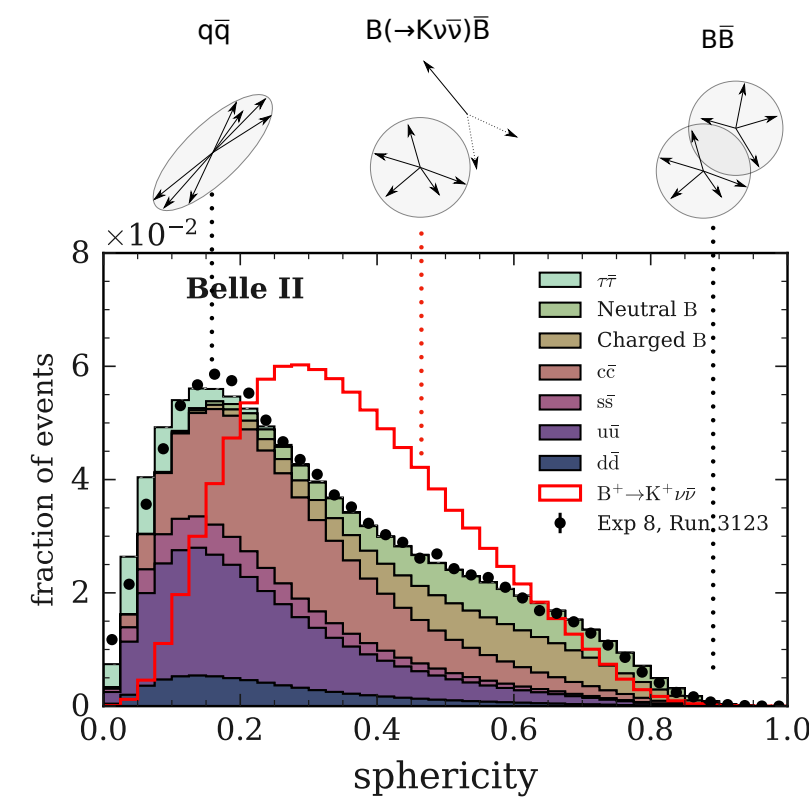 qq̅
B(→Kνν̅)B̅
BB̅
×10⁻²
Belle II
ττ̅
Neutral B
Charged B
cc̅
ss̅
uu̅
dd̅
B⁺→K⁺νν̅
Exp 8, Run 3123
fraction of events
8
6
4
2
0
0.0 0.2 0.4 0.6 0.8 1.0
sphericity